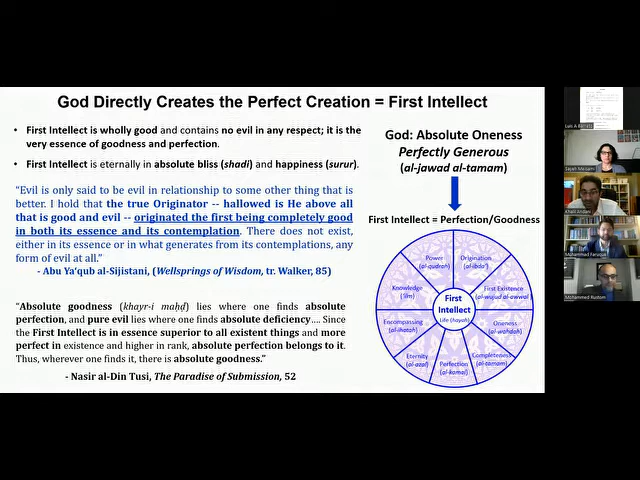 God Directly Creates the Perfect Creation = First Intellect
• First Intellect is wholly good and contains no evil in any respect; it is the
very essence of goodness and perfection.
• First Intellect is eternally in absolute bliss (shadi) and happiness (surur).
"Evil is only said to be evil in relationship to some other thing that is
better. I hold that the true Originator -- hallowed is He above all
that is good and evil -- originated the first being completely good
in both its essence and its contemplation. There does not exist,
either in its essence or in what generates from its contemplations, any
form of evil at all."
- Abu Ya'qub al-Sijistani, (Wellsprings of Wisdom, tr. Walker, 85)
"Absolute goodness (khayr-i maḥḍ) lies where one finds absolute
perfection, and pure evil lies where one finds absolute deficiency…. Since
the First Intellect is in essence superior to all existent things and more
perfect in existence and higher in rank, absolute perfection belongs to it.
Thus, wherever one finds it, there is absolute goodness."
- Nasir al-Din Tusi, The Paradise of Submission, 52
God: Absolute Oneness
Perfectly Generous
(al-jawad al-tamam)
First Intellect = Perfection/Goodness
Power
(al-qudrah)
Origination
(al-ibda')
First Existence
(al-wujud al-awwal)
Oneness
(al-wahdah)
Completeness
(al-tamam)
Perfection
(al-kamal)
Eternity
(al-azal)
Encompassing
(al-ihatah)
Knowledge
('ilm)
First
Intellect
Life (hayah)
Khalil Andani
Mohammed Rustom